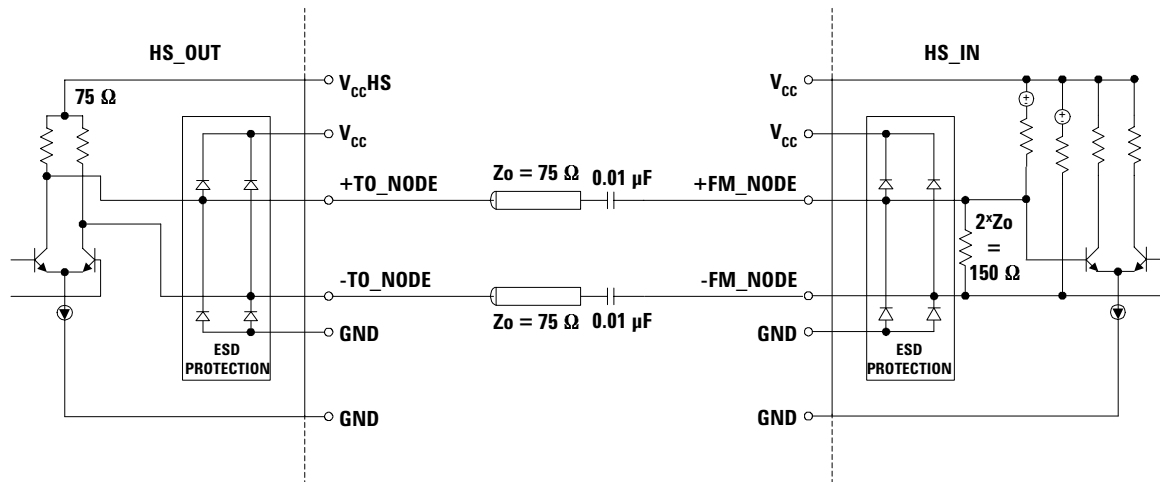 HS_OUT
HS_IN
75 Ω
VCCHS
VCC
VCC
VCC
+TO_NODE
Zo = 75 Ω
0.01 µF
+FM_NODE
2xZo
=
150 Ω
-TO_NODE
Zo = 75 Ω
0.01 µF
-FM_NODE
GND
GND
ESD
PROTECTION
ESD
PROTECTION
GND
GND